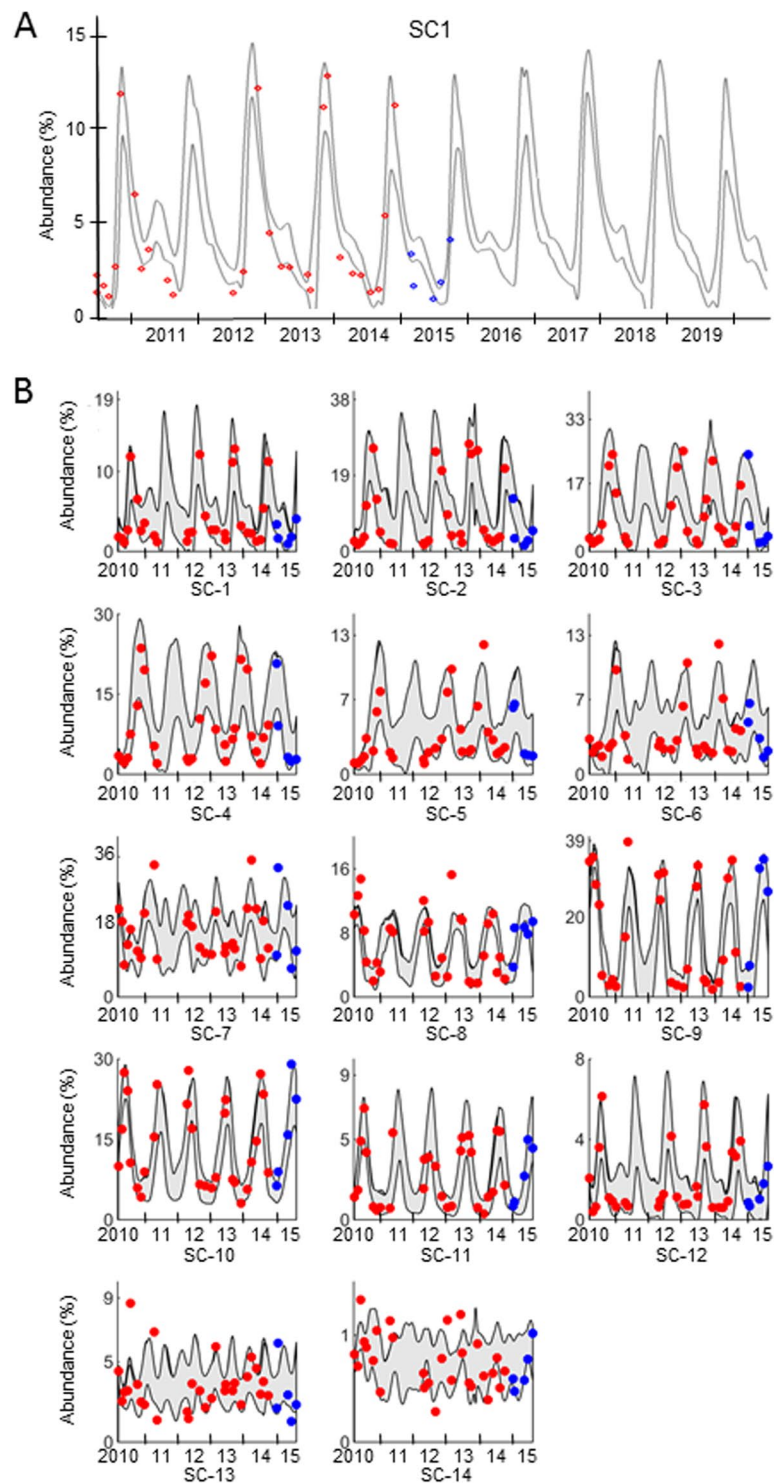 A
SC1
Abundance (%)
15
10
5
0
2011 2012 2013 2014 2015 2016 2017 2018 2019
B
Abundance (%)
19 10 0
38 19 0
33 17 0
2010 11 12 13 14 15
2010 11 12 13 14 15
2010 11 12 13 14 15
SC-1 SC-2 SC-3
Abundance (%)
30 15 0
13 7 0
13 7 0
2010 11 12 13 14 15
2010 11 12 13 14 15
2010 11 12 13 14 15
SC-4 SC-5 SC-6
Abundance (%)
36 18 0
16 8 0
39 20 0
2010 11 12 13 14 15
2010 11 12 13 14 15
2010 11 12 13 14 15
SC-7 SC-8 SC-9
Abundance (%)
30 15 0
9 5 0
8 4 0
2010 11 12 13 14 15
2010 11 12 13 14 15
2010 11 12 13 14 15
SC-10 SC-11 SC-12
Abundance (%)
9 5 0
1 0
2010 11 12 13 14 15
2010 11 12 13 14 15
SC-13 SC-14